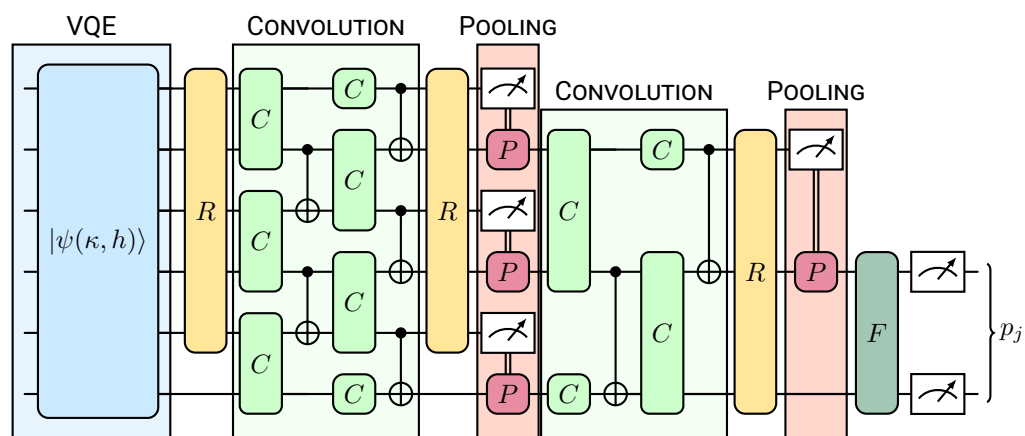 VQE
CONVOLUTION
POOLING
CONVOLUTION
POOLING
|ψ(κ, h)⟩
R
C
C
C
C
C
C
C
R
P
P
P
C
C
C
C
R
P
F
p_j